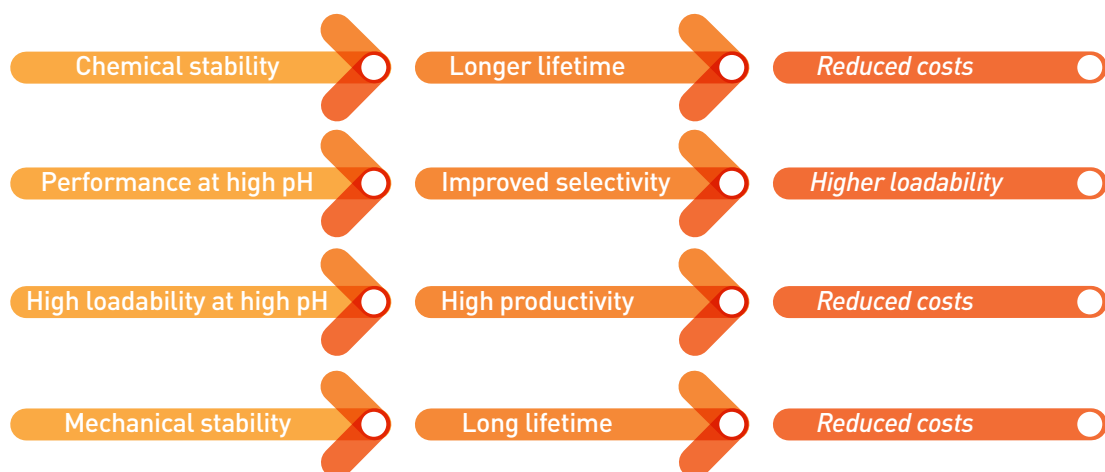 Chemical stability
Longer lifetime
Reduced costs
Performance at high pH
Improved selectivity
Higher loadability
High loadability at high pH
High productivity
Reduced costs
Mechanical stability
Long lifetime
Reduced costs